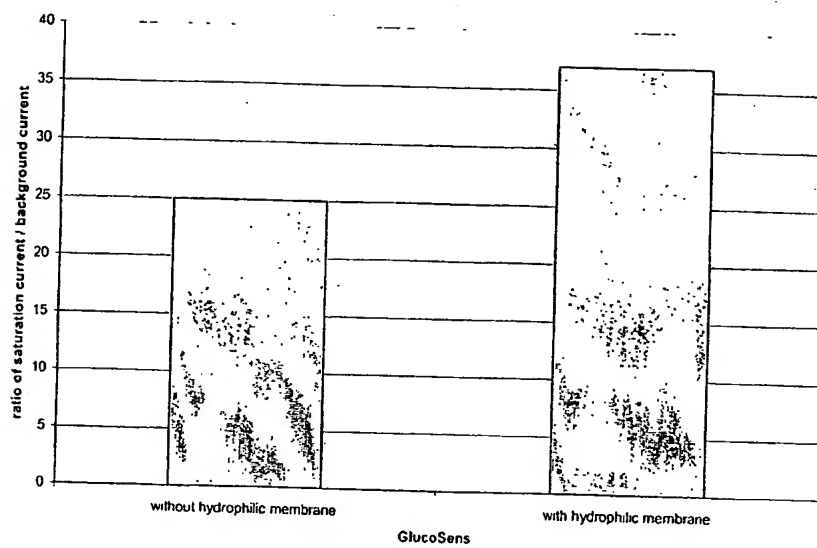 ratio of saturation current / background current
40
35
30
25
20
15
10
5
0
without hydrophilic membrane
with hydrophilic membrane
GlucoSens